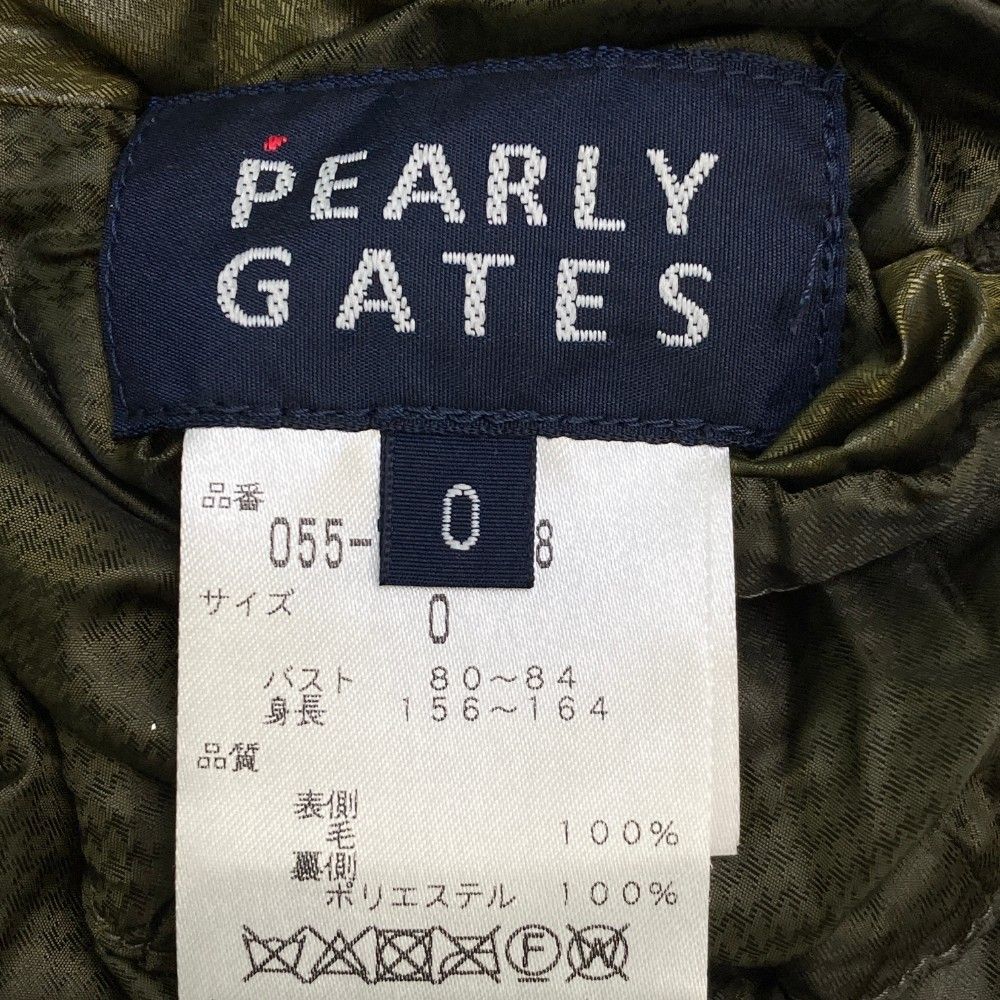 PEARLY
GATES
0
品番
055- 8
サイズ
0
バスト 80~84
身長 156~164
品質
表側
毛 100%
裏側
ポリエステル 100%
F W